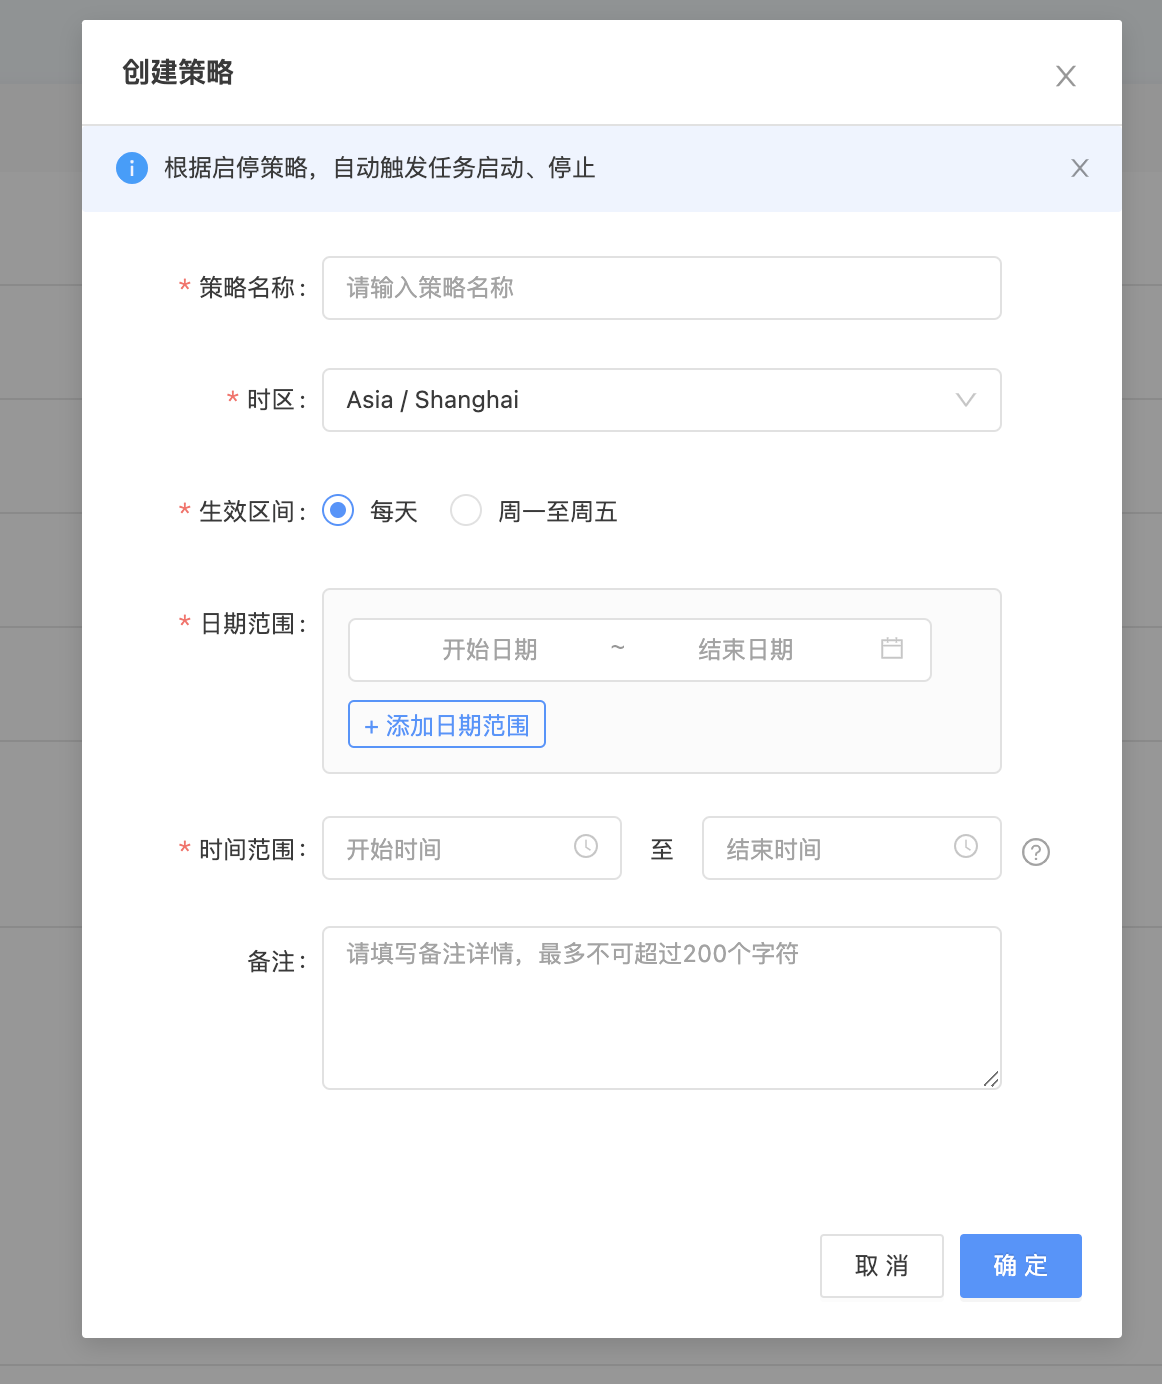 创建策略
根据启停策略，自动触发任务启动、停止
* 策略名称：
请输入策略名称
* 时区：
Asia / Shanghai
* 生效区间：
每天
周一至周五
* 日期范围：
开始日期 ~ 结束日期
+ 添加日期范围
* 时间范围：
开始时间
至
结束时间
备注：
请填写备注详情，最多不可超过200个字符
取 消
确 定